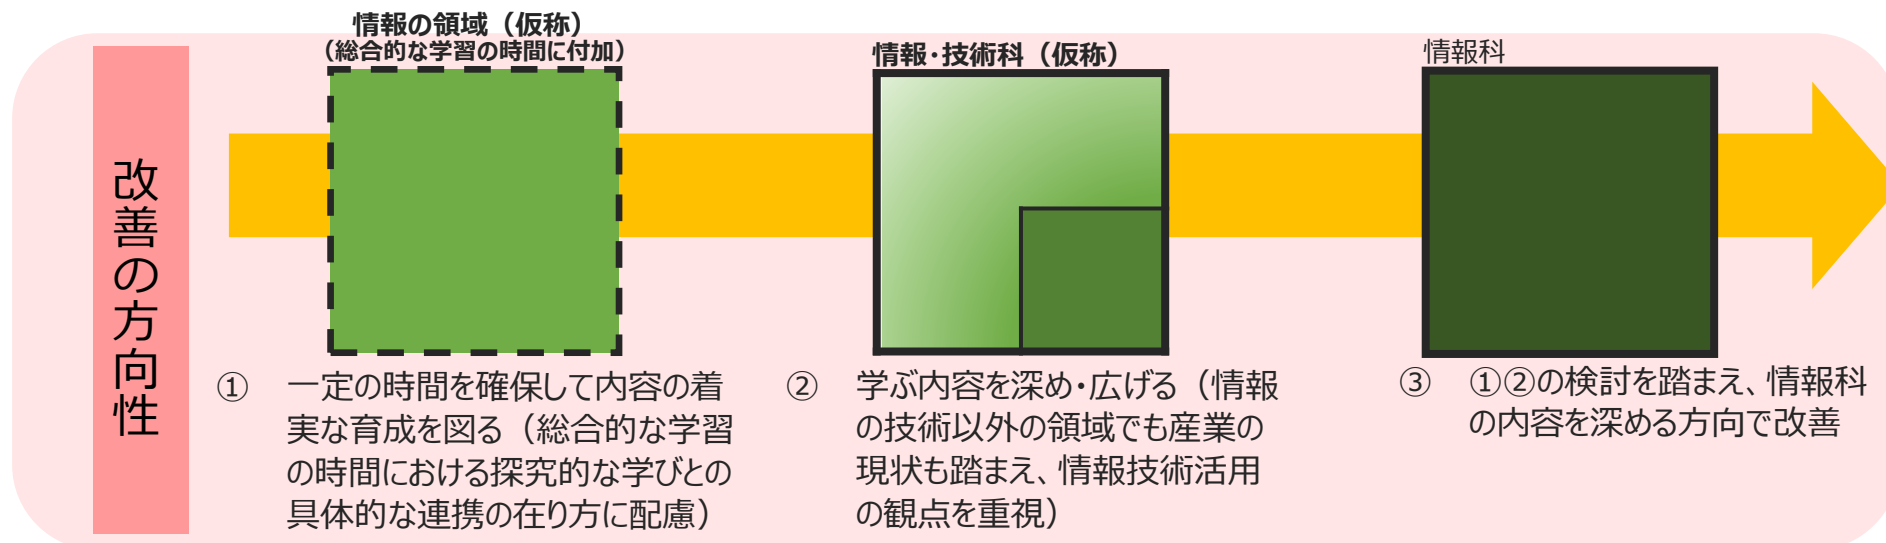 改善の方向性
情報の領域（仮称）
（総合的な学習の時間に付加）
① 一定の時間を確保して内容の着
実な育成を図る（総合的な学習
の時間における探究的な学びとの
具体的な連携の在り方に配慮）
情報・技術科（仮称）
② 学ぶ内容を深め・広げる（情報
の技術以外の領域でも産業の
現状も踏まえ、情報技術活用
の観点を重視）
情報科
③ ①②の検討を踏まえ、情報科
の内容を深める方向で改善